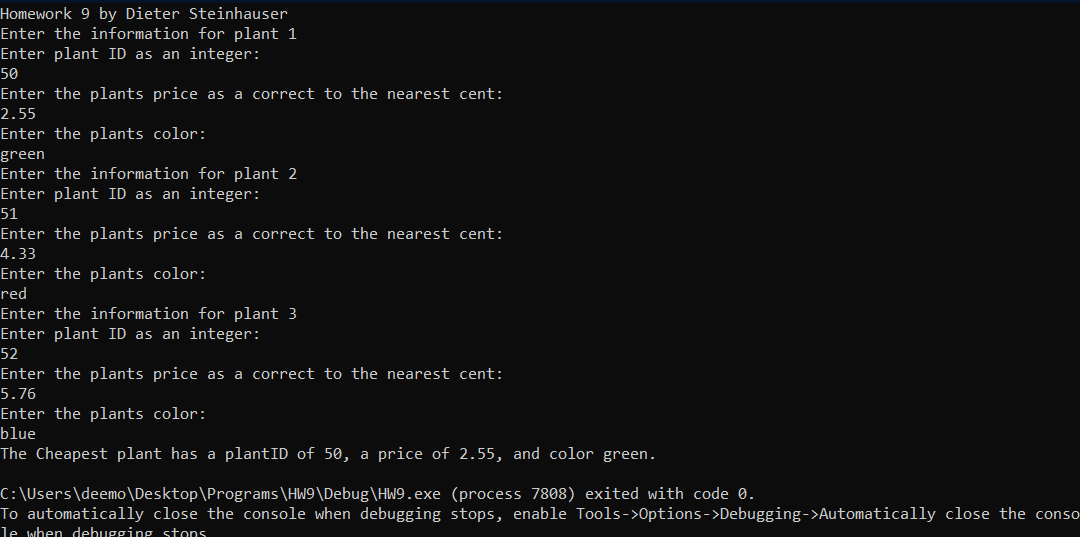 Homework 9 by Dieter Steinhauser
Enter the information for plant 1
Enter plant ID as an integer:
50
Enter the plants price as a correct to the nearest cent:
2.55
Enter the plants color:
green
Enter the information for plant 2
Enter plant ID as an integer:
51
Enter the plants price as a correct to the nearest cent:
4.33
Enter the plants color:
red
Enter the information for plant 3
Enter plant ID as an integer:
52
Enter the plants price as a correct to the nearest cent:
5.76
Enter the plants color:
blue
The Cheapest plant has a plantID of 50, a price of 2.55, and color green.
C:\Users\deemo\Desktop\Programs\HW9\Debug\HW9.exe (process 7808) exited with code 0.
To automatically close the console when debugging stops, enable Tools->Options->Debugging->Automatically close the conso
le when debugging stops